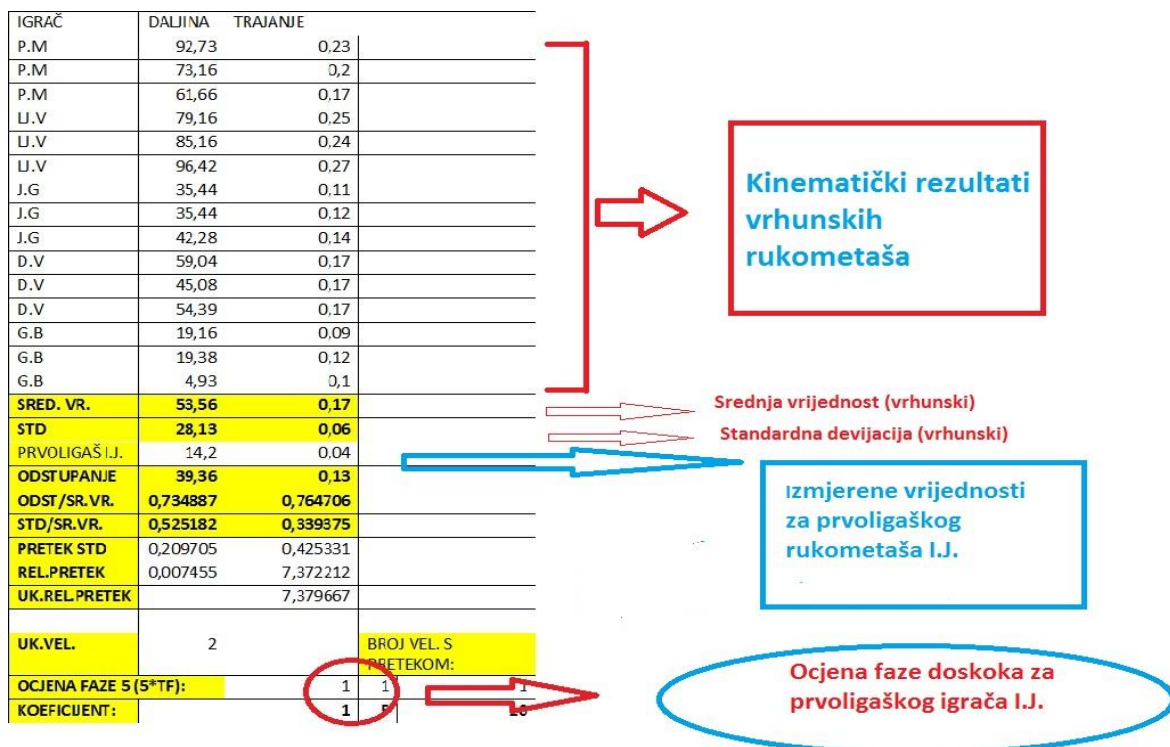 IGRAČ DALJINA TRAJANJE
P.M 92,73 0,23
P.M 73,16 0,2
P.M 61,66 0,17
IJ.V 79,16 0,25
IJ.V 85,16 0,24
IJ.V 96,42 0,27
J.G 35,44 0,11
J.G 35,44 0,12
J.G 42,28 0,14
D.V 59,04 0,17
D.V 45,08 0,17
D.V 54,39 0,17
G.B 19,16 0,09
G.B 19,38 0,12
G.B 4,93 0,1
SRED. VR. 53,56 0,17
STD 28,13 0,06
PRVOLIGAŠ I.J. 14,2 0,04
ODSTUPANJE 39,36 0,13
ODST/SR.VR. 0,734887 0,764706
STD/SR.VR. 0,525182 0,339375
PRETEK STD 0,209705 0,425331
REL.PRETEK 0,007455 7,372212
UK.REL.PRETEK 7,379667
UK.VEL. 2 BROJ VEL. S
PRETEKOM:
OCJENA FAZE 5 (5*TF): 1 1 1
KOEFICIJENT: 1
Kinematički rezultati
vrhunskih
rukometaša
Srednja vrijednost (vrhunski)
Standardna devijacija (vrhunski)
Izmjerene vrijednosti
za prvoligaškog
rukometaša I.J.
Ocjena faze doskoka za
prvoligaškog igrača I.J.